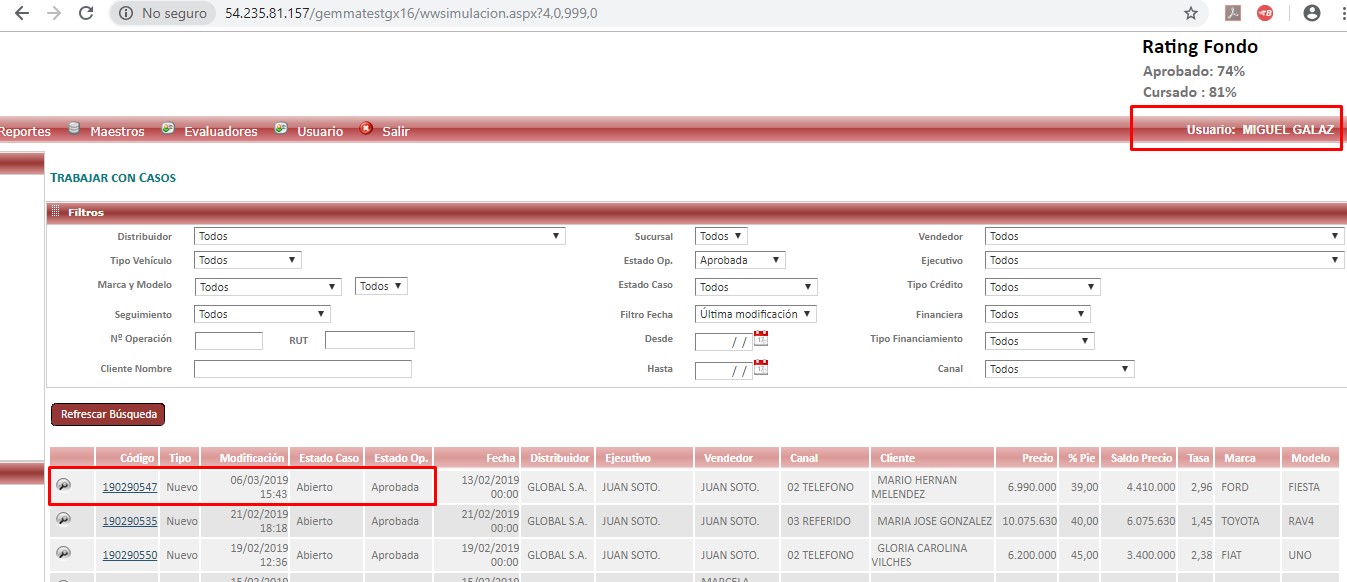 No seguro 54.235.81.157/gemmatestgx16/wwsimulacion.aspx?4,0,999,0
Rating Fondo
Aprobado: 74%
Cursado : 81%
Reportes Maestros Evaluadores Usuario Salir
Usuario: MIGUEL GALAZ
TRABAJAR CON CASOS
Filtros
Distribuidor Todos Sucursal Todos Vendedor Todos
Tipo Vehículo Todos Estado Op. Aprobada Ejecutivo Todos
Marca y Modelo Todos Todos Estado Caso Todos Tipo Crédito Todos
Seguimiento Todos Filtro Fecha Última modificación Financiera Todos
Nº Operación RUT Desde / / Tipo Financiamiento Todos
Cliente Nombre Hasta / / Canal Todos
Refrescar Búsqueda
Código Tipo Modificación Estado Caso Estado Op. Fecha Distribuidor Ejecutivo Vendedor Canal Cliente Precio % Pie Saldo Precio Tasa Marca Modelo
190290547 Nuevo 06/03/2019 15:43 Abierto Aprobada 13/02/2019 00:00 GLOBAL S.A. JUAN SOTO. JUAN SOTO. 02 TELEFONO MARIO HERNAN MELENDEZ 6.990.000 39,00 4.410.000 2,96 FORD FIESTA
190290535 Nuevo 21/02/2019 18:18 Abierto Aprobada 21/02/2019 00:00 GLOBAL S.A. JUAN SOTO. JUAN SOTO. 03 REFERIDO MARIA JOSE GONZALEZ 10.075.630 40,00 6.075.630 1,45 TOYOTA RAV4
190290550 Nuevo 19/02/2019 12:36 Abierto Aprobada 19/02/2019 00:00 GLOBAL S.A. JUAN SOTO. JUAN SOTO. 02 TELEFONO GLORIA CAROLINA VILCHES 6.200.000 45,00 3.400.000 2,38 FIAT UNO
15/02/2019 15/02/2019 MARCELA